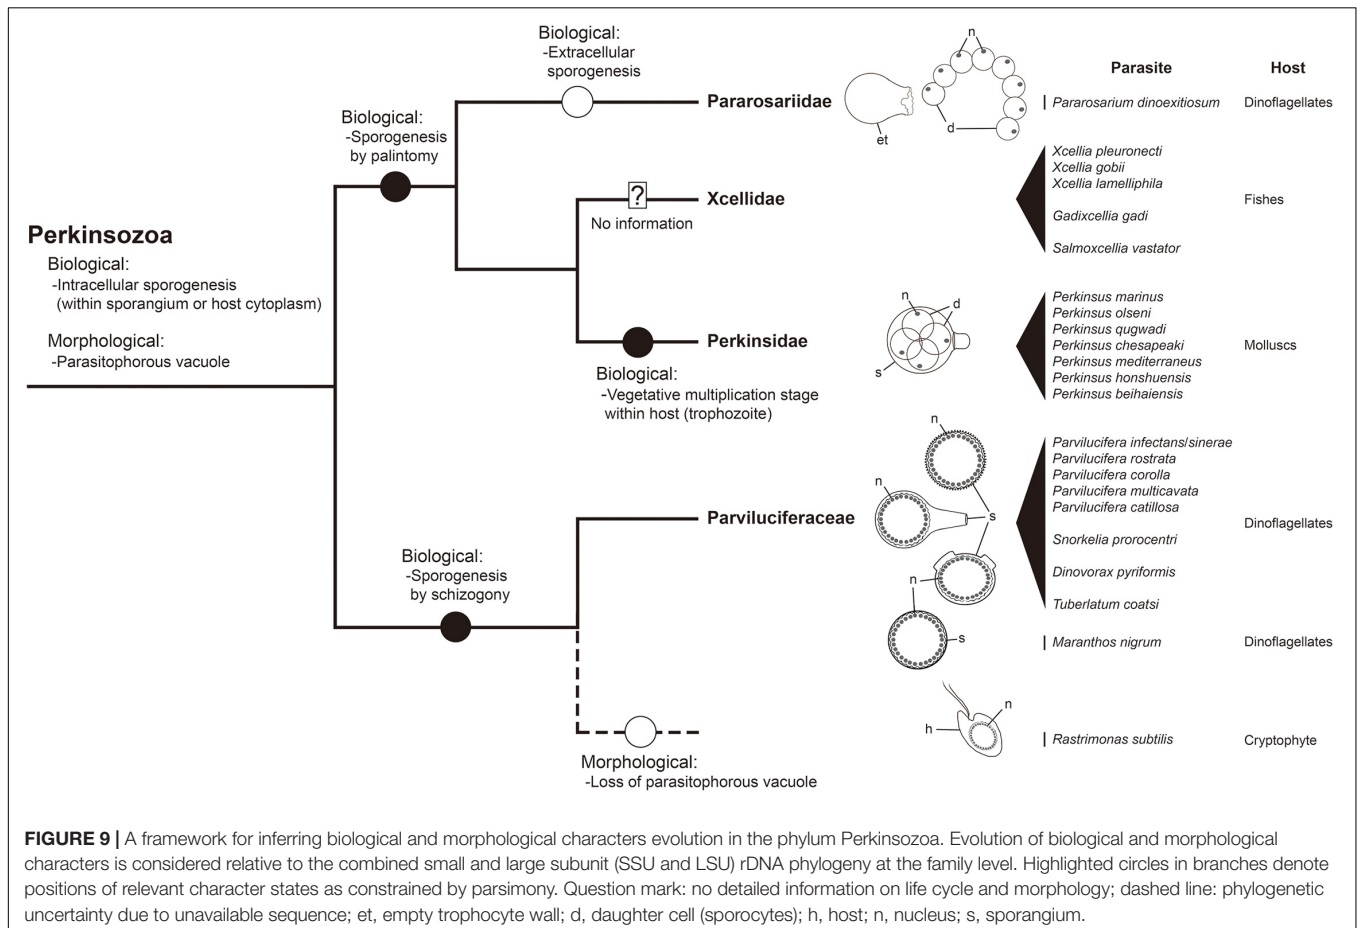 Biological:
-Extracellular
sporogenesis
Parasite
Host
n
Pararosariidae
et
d
Pararosarium dinoexitiosum
Dinoflagellates
Biological:
-Sporogenesis
by palintomy
Xcellia pleuronecti
Xcellia gobii
Xcellia lamelliphila
Gadixcellia gadi
Salmoxcellia vastator
Fishes
?
Xcellidae
No information
Perkinsozoa
Biological:
-Intracellular sporogenesis
(within sporangium or host cytoplasm)
Morphological:
-Parasitophorous vacuole
n
d
s
Perkinsidae
Perkinsus marinus
Perkinsus olseni
Perkinsus qugwadi
Perkinsus chesapeaki
Perkinsus mediterraneus
Perkinsus honshuensis
Perkinsus beihaiensis
Molluscs
Biological:
-Vegetative multiplication stage
within host (trophozoite)
n
n
s
n
s
Parviluciferaceae
Parvilucifera infectans/sinerae
Parvilucifera rostrata
Parvilucifera corolla
Parvilucifera multicavata
Parvilucifera catillosa
Snorkelia prorocentri
Dinovorax pyriformis
Tuberlatum coatsi
Dinoflagellates
Biological:
-Sporogenesis
by schizogony
Maranthos nigrum
Dinoflagellates
n
h
Rastrimonas subtilis
Cryptophyte
Morphological:
-Loss of parasitophorous vacuole
FIGURE 9 | A framework for inferring biological and morphological characters evolution in the phylum Perkinsozoa. Evolution of biological and morphological
characters is considered relative to the combined small and large subunit (SSU and LSU) rDNA phylogeny at the family level. Highlighted circles in branches denote
positions of relevant character states as constrained by parsimony. Question mark: no detailed information on life cycle and morphology; dashed line: phylogenetic
uncertainty due to unavailable sequence; et, empty trophocyte wall; d, daughter cell (sporocytes); h, host; n, nucleus; s, sporangium.